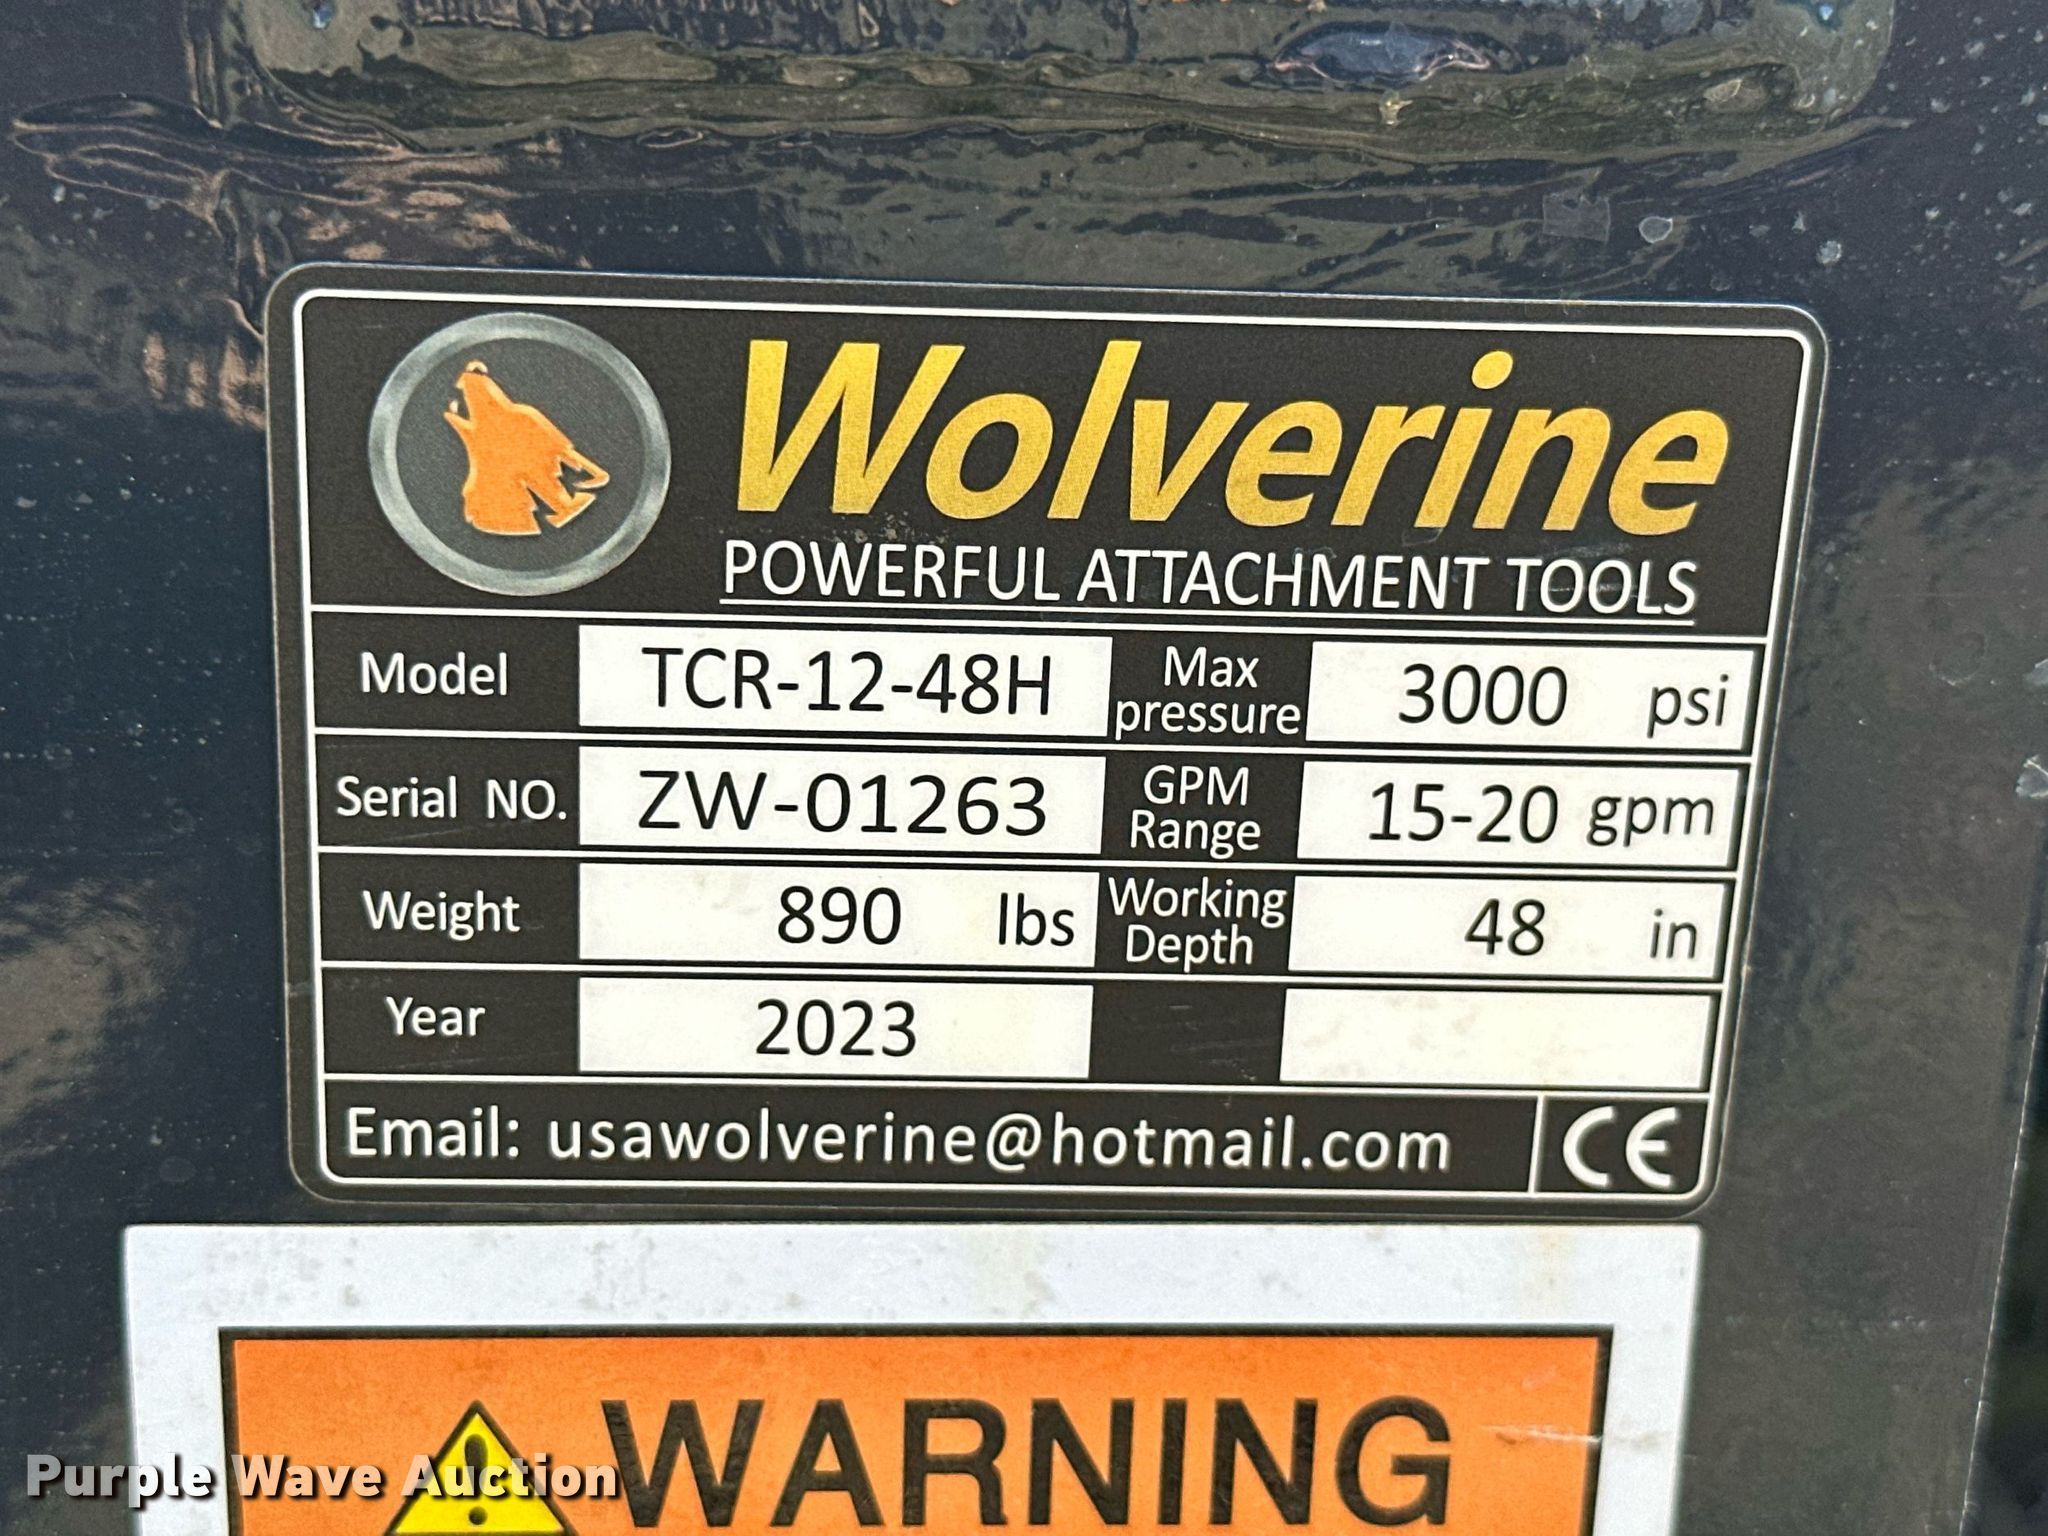 Wolverine
POWERFUL ATTACHMENT TOOLS
Model TCR-12-48H Max pressure 3000 psi
Serial NO. ZW-01263 GPM Range 15-20 gpm
Weight 890 lbs Working Depth 48 in
Year 2023
Email: usawolverine@hotmail.com CE
WARNING
Purple Wave Auction